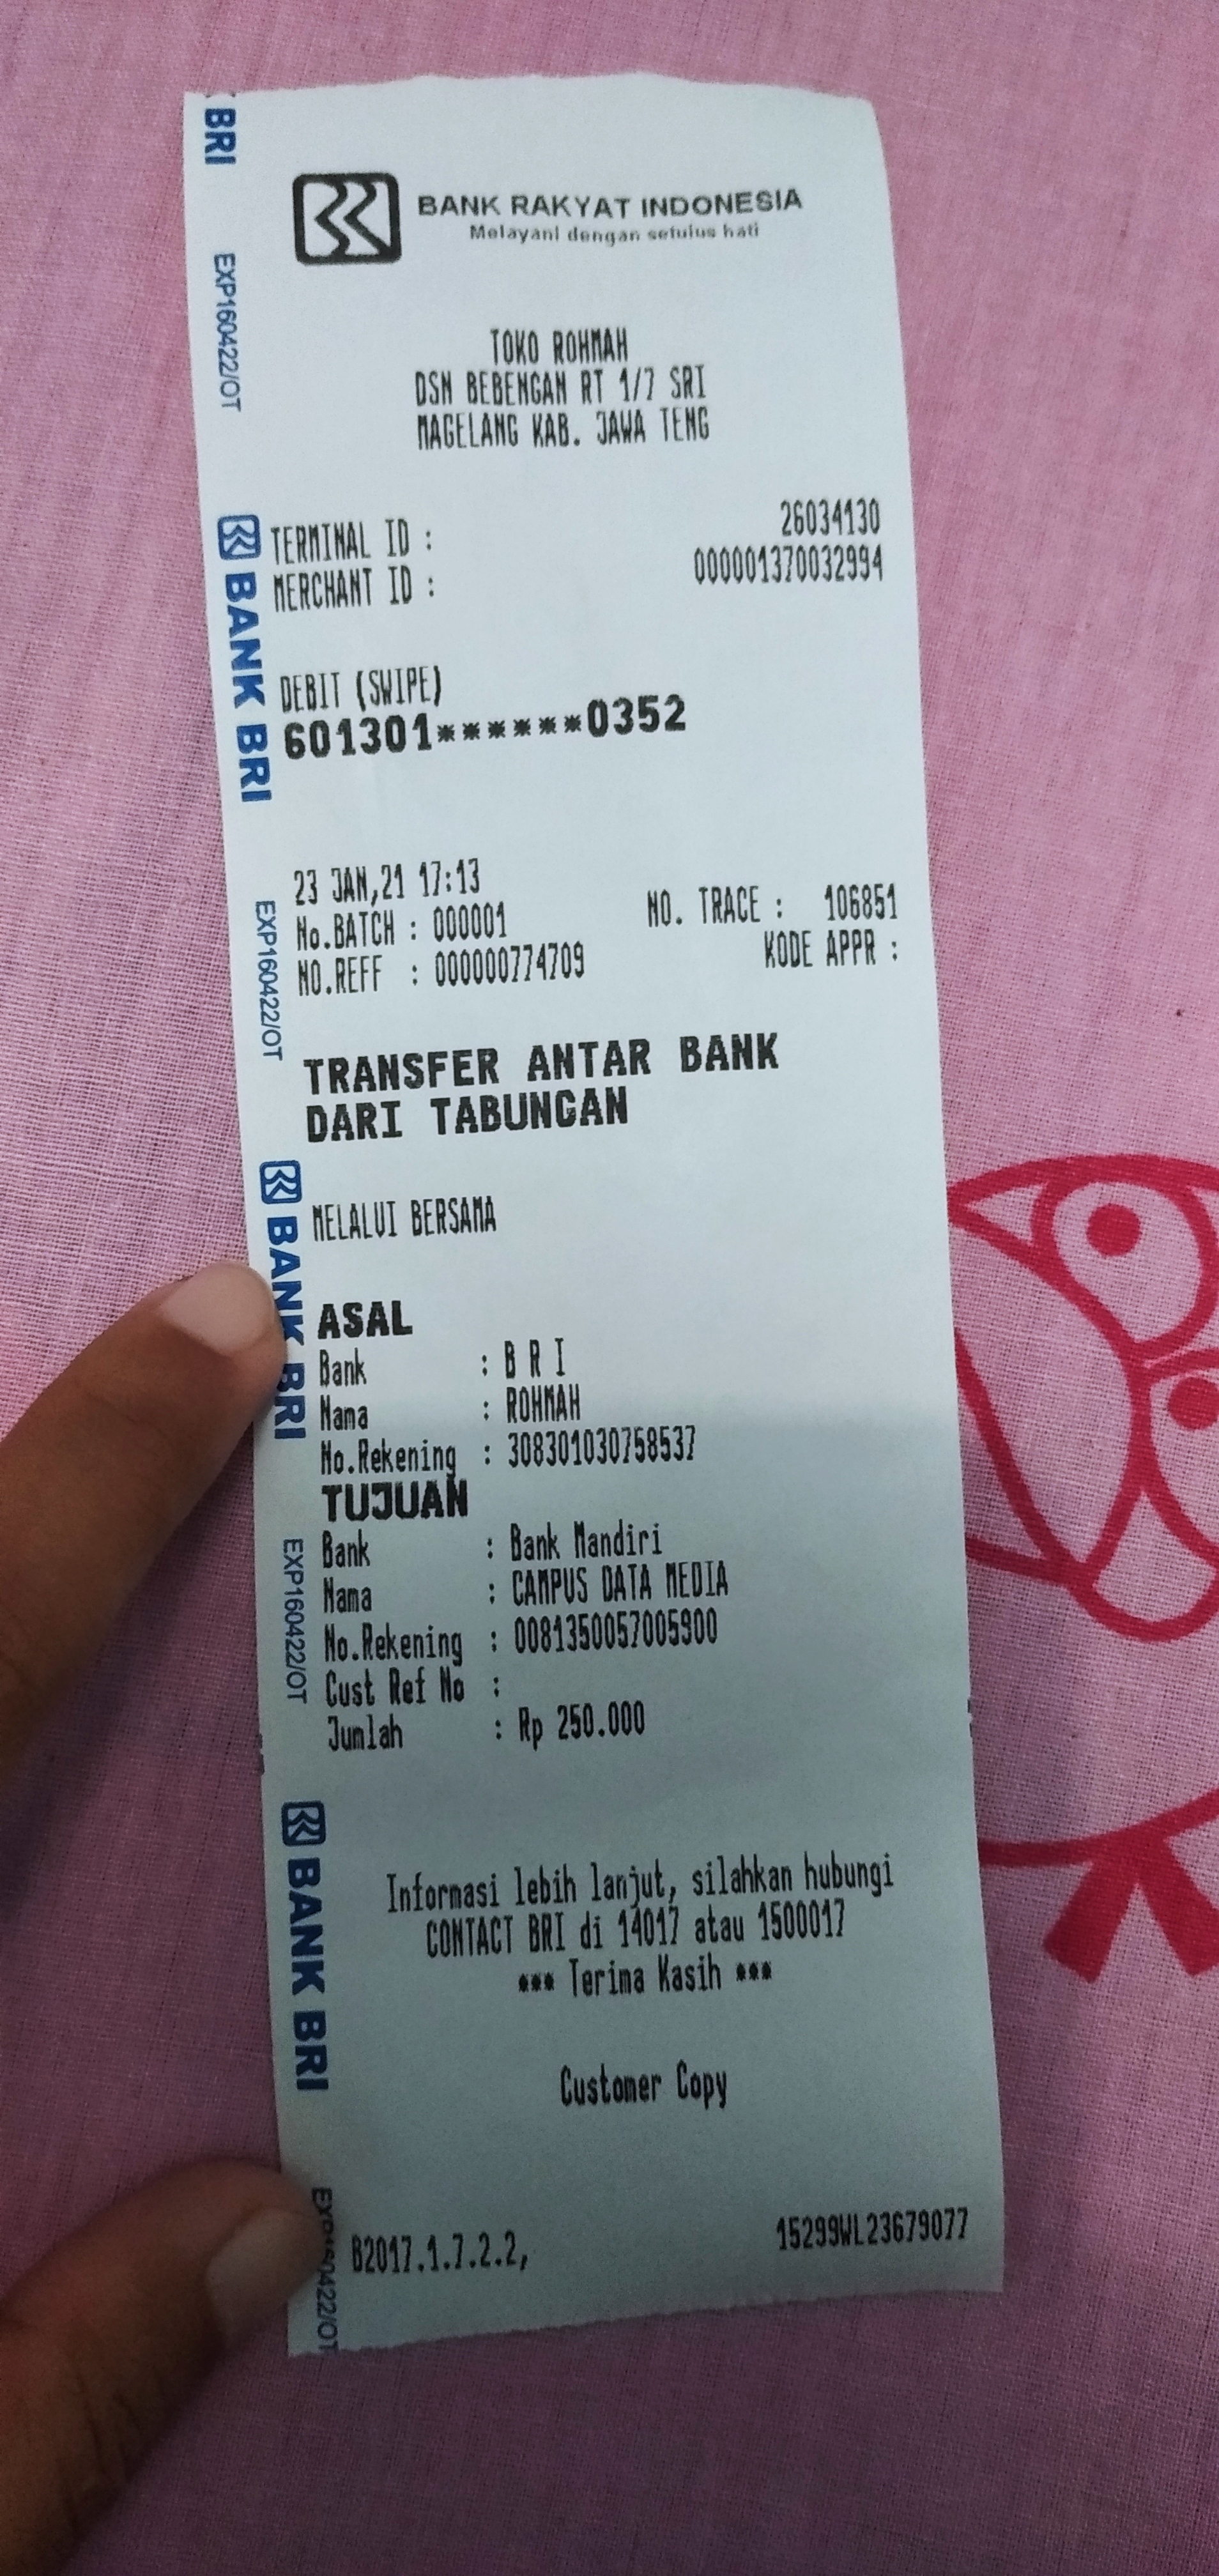 BRI
EXP160422/OT
BANK BRI
EXP160422/OT
BANK BRI
EXP160422/OT
BANK BRI
EXP160422/OT
BANK RAKYAT INDONESIA
Melayani dengan setulus hati
TOKO ROHMAH
DSN BEBENGAN RT 1/7 SRI
MAGELANG KAB. JAWA TENG
TERMINAL ID : 26034130
MERCHANT ID : 000001370032994
DEBIT (SWIPE)
601301******0352
23 JAN,21 17:13
No.BATCH : 000001 NO. TRACE : 106851
NO.REFF : 000000774709 KODE APPR :
TRANSFER ANTAR BANK
DARI TABUNGAN
MELALUI BERSAMA
ASAL
Bank : B R I
Nama : ROHMAH
No.Rekening : 308301030758537
TUJUAN
Bank : Bank Mandiri
Nama : CAMPUS DATA MEDIA
No.Rekening : 0081350057005900
Cust Ref No :
Jumlah : Rp 250.000
Informasi lebih lanjut, silahkan hubungi
CONTACT BRI di 14017 atau 1500017
*** Terima Kasih ***
Customer Copy
B2017.1.7.2.2, 15299WL23679077